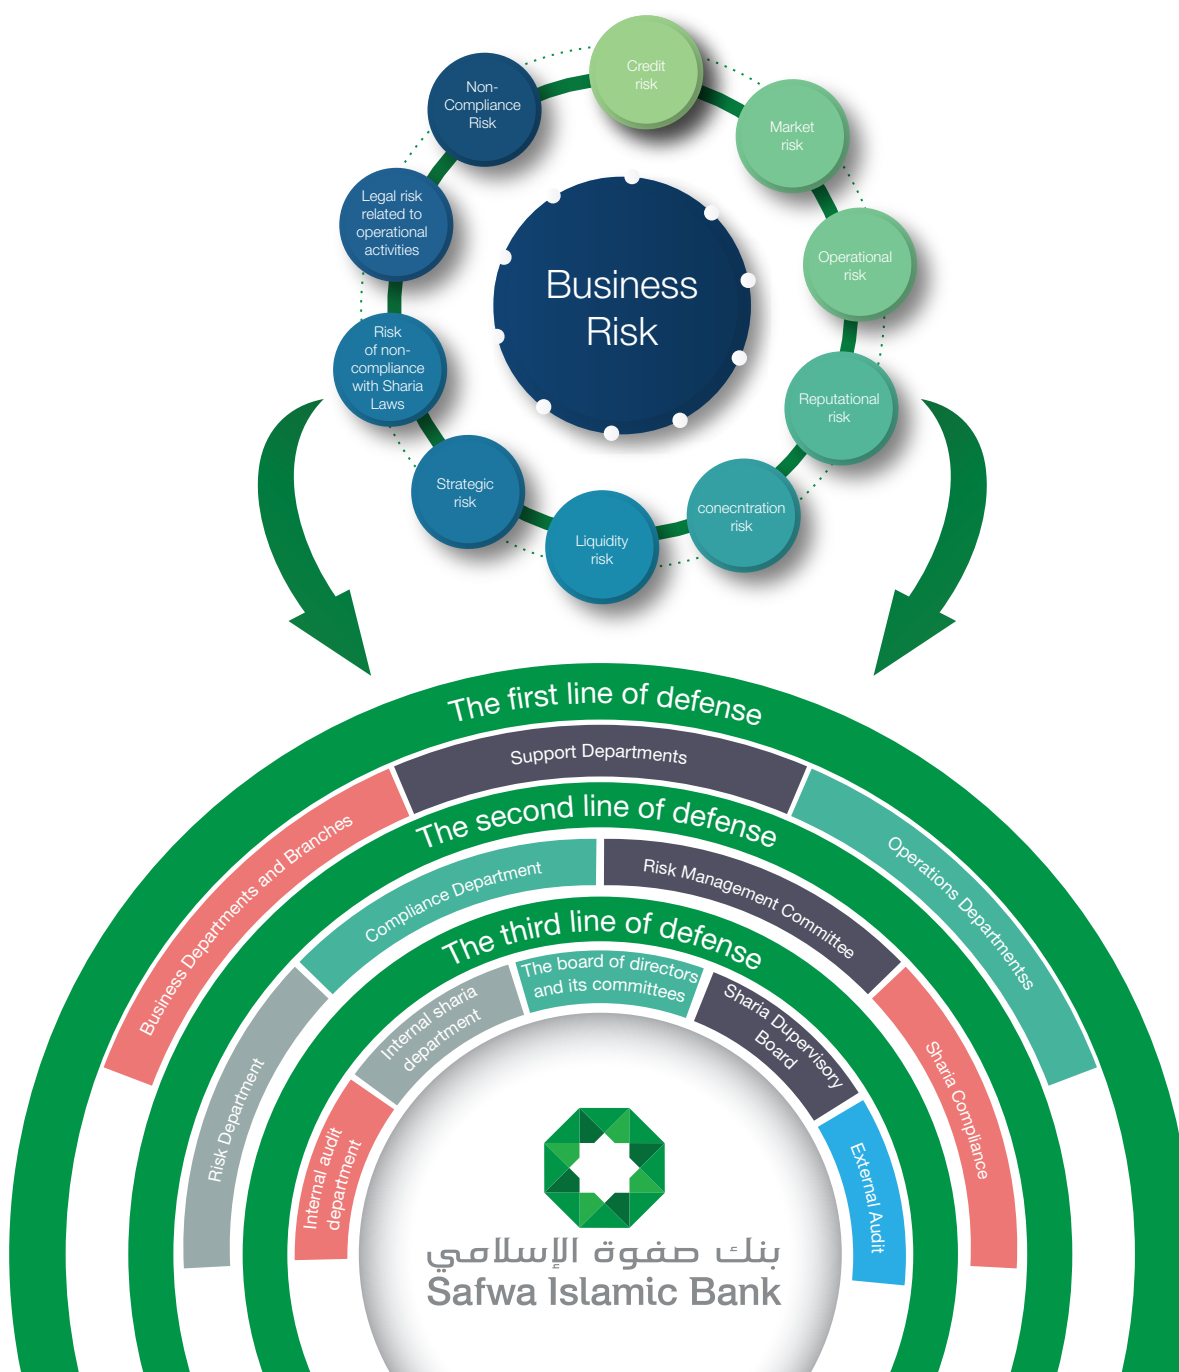 Credit
risk
Market
risk
Operational
risk
Reputational
risk
conecntration
risk
Liquidity
risk
Strategic
risk
Risk
of non-
compliance
with Sharia
Laws
Legal risk
related to
operational
activities
Non-
Compliance
Risk
Business
Risk
The first line of defense
Business Departments and Branches
Support Departments
Operations Departmentss
The second line of defense
Risk Department
Compliance Department
Risk Management Committee
Sharia Compliance
The third line of defense
Internal audit
department
Internal sharia
department
The board of directors
and its committees
Sharia Dupervisory
Board
External Audit
بنك صفوة الإسلامي
Safwa Islamic Bank